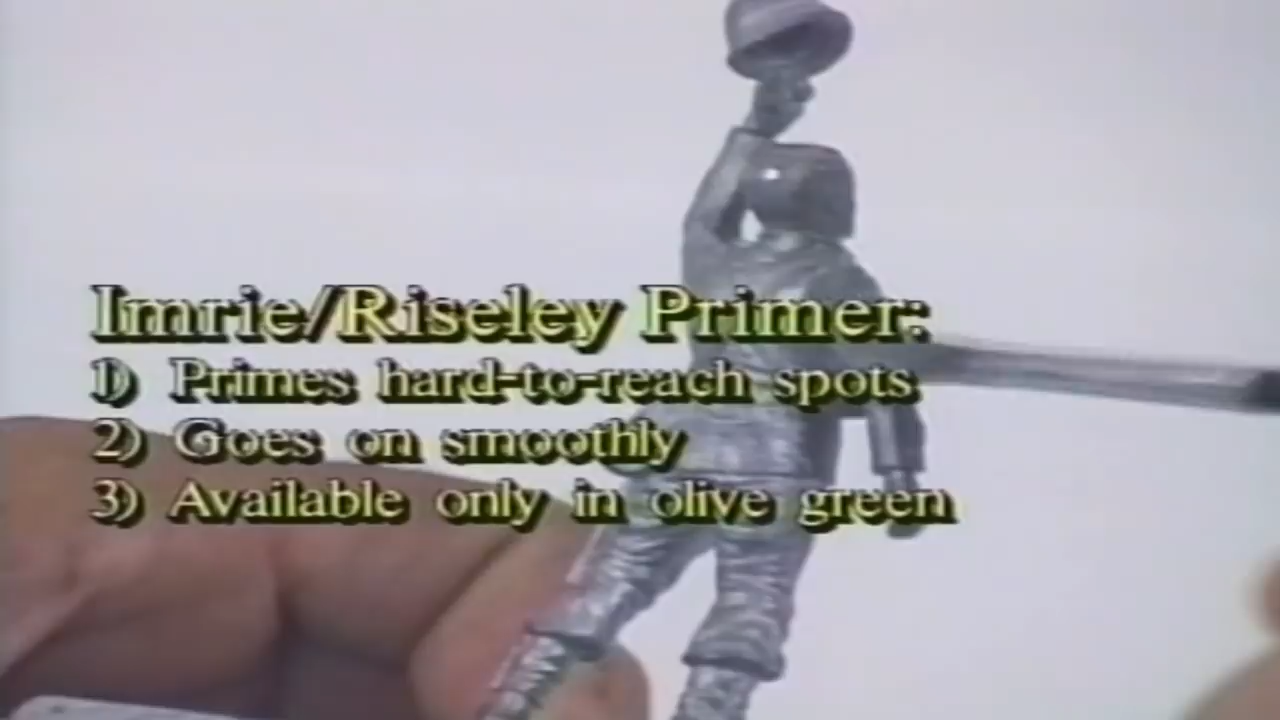 Imrie/Riseley Primer:
1) Primes hard-to-reach spots
2) Goes on smoothly
3) Available only in olive green